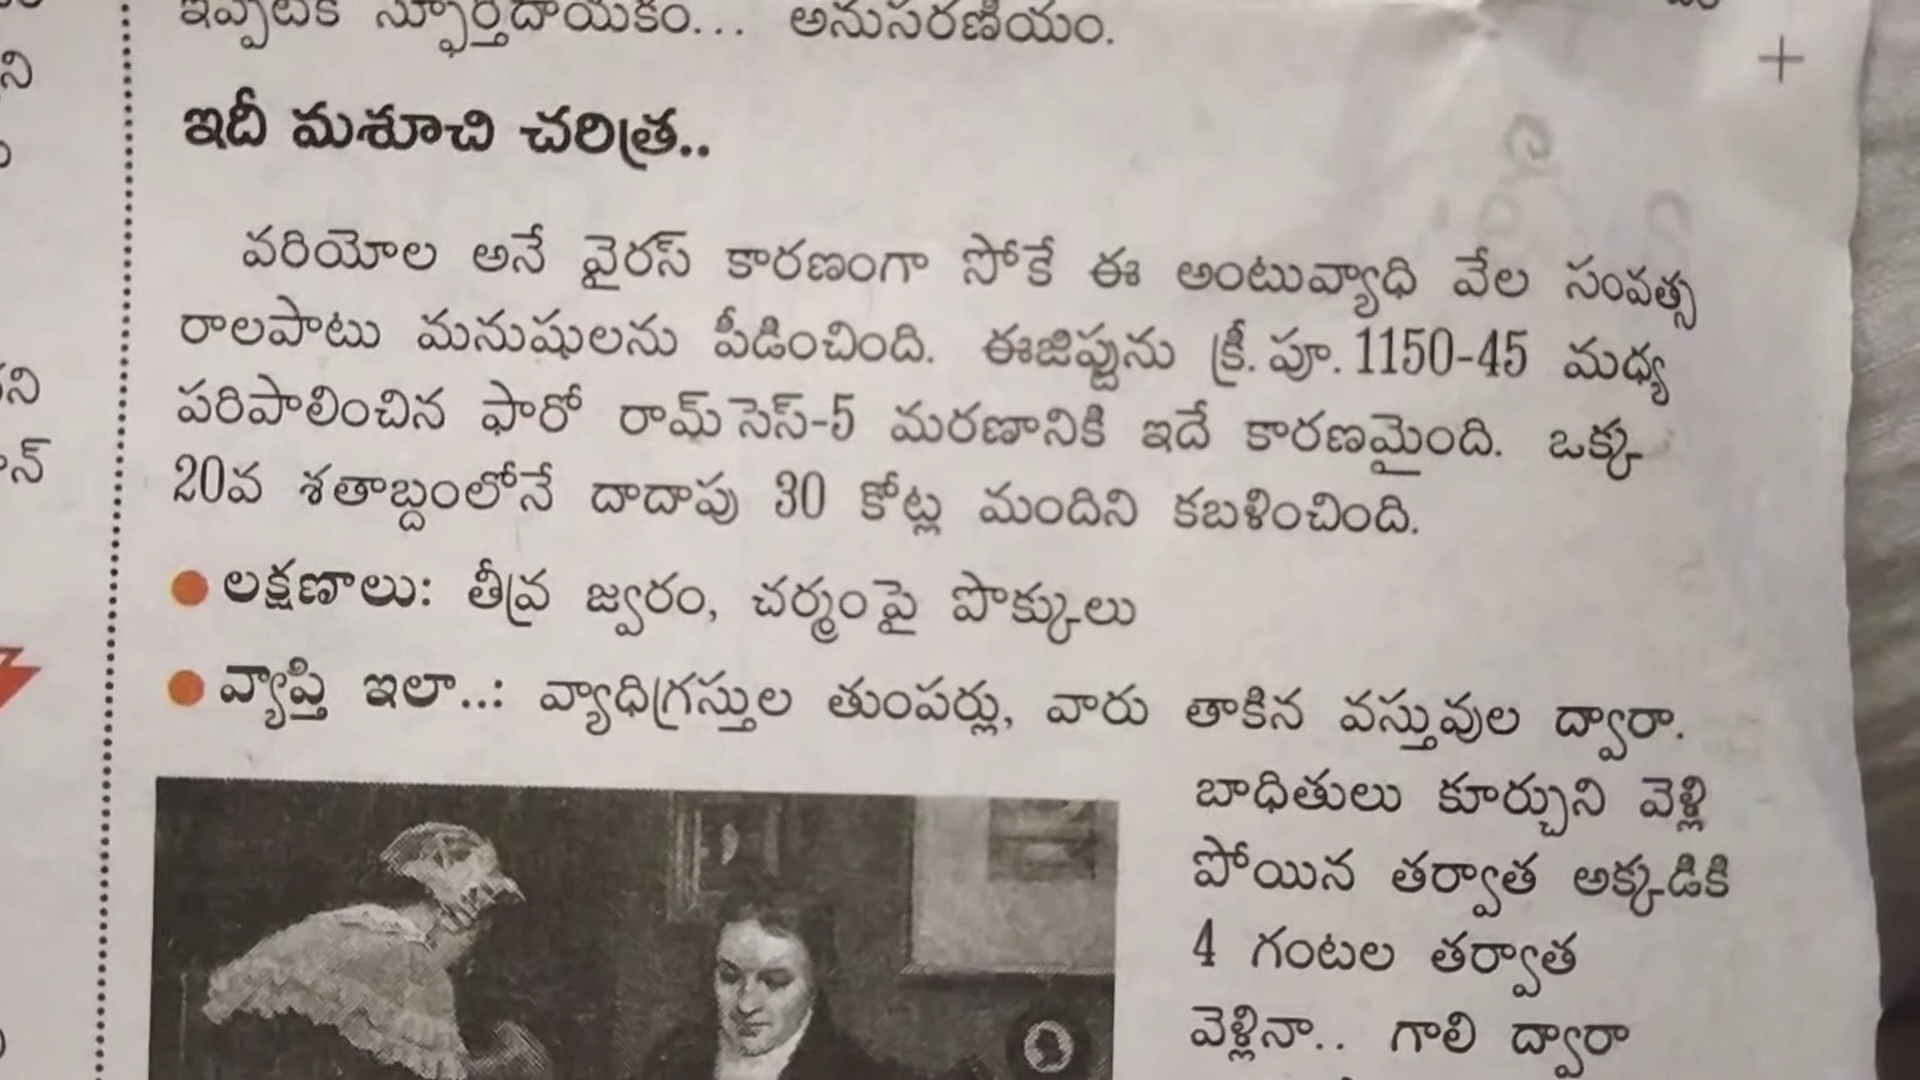 ఇప్పటికీ స్ఫూర్తిదాయకం... అనుసరణీయం.
ఇదీ మశూచి చరిత్ర..
వరియోల అనే వైరస్ కారణంగా సోకే ఈ అంటువ్యాధి వేల సంవత్స
రాలపాటు మనుషులను పీడించింది. ఈజిప్టును క్రీ. పూ. 1150-45 మధ్య
పరిపాలించిన ఫారో రామ్‌సెస్-5 మరణానికి ఇదే కారణమైంది. ఒక్క
20వ శతాబ్దంలోనే దాదాపు 30 కోట్ల మందిని కబళించింది.
● లక్షణాలు: తీవ్ర జ్వరం, చర్మంపై పొక్కులు
● వ్యాప్తి ఇలా..: వ్యాధిగ్రస్తుల తుంపర్లు, వారు తాకిన వస్తువుల ద్వారా.
బాధితులు కూర్చుని వెళ్లి
పోయిన తర్వాత అక్కడికి
4 గంటల తర్వాత
వెళ్లినా.. గాలి ద్వారా